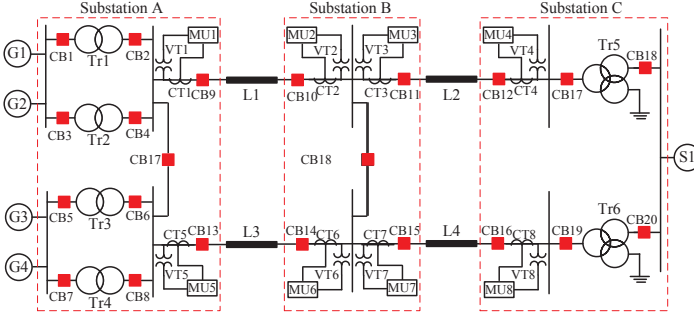 Substation A
Substation B
Substation C
G1
CB1
Tr1
CB2
VT1
MU1
CT1
CB9
L1
CB10
MU2
VT2
CT2
VT3
MU3
CT3
CB11
L2
CB12
MU4
VT4
CT4
CB17
Tr5
CB18
G2
CB3
Tr2
CB4
CB17
CB18
S1
G3
CB5
Tr3
CB6
CT5
CB13
L3
CB14
CT6
CT7
CB15
L4
CB16
CT8
CB19
Tr6
CB20
G4
CB7
Tr4
CB8
VT5
MU5
MU6
VT6
VT7
MU7
MU8
VT8